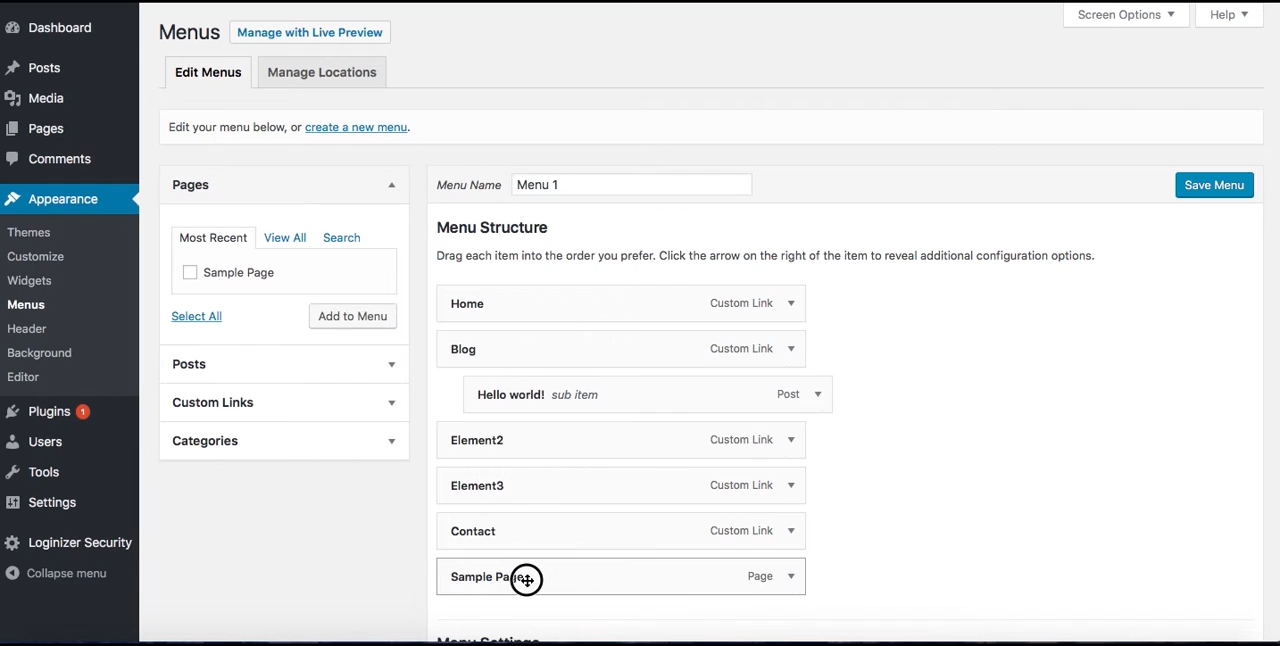 Dashboard
Posts
Media
Pages
Comments
Appearance
Themes
Customize
Widgets
Menus
Header
Background
Editor
Plugins 1
Users
Tools
Settings
Loginizer Security
Collapse menu
Screen Options
Help
Menus
Manage with Live Preview
Edit Menus
Manage Locations
Edit your menu below, or create a new menu.
Pages
Most Recent
View All
Search
Sample Page
Select All
Add to Menu
Posts
Custom Links
Categories
Menu Name
Menu 1
Save Menu
Menu Structure
Drag each item into the order you prefer. Click the arrow on the right of the item to reveal additional configuration options.
Home Custom Link
Blog Custom Link
Hello world! sub item Post
Element2 Custom Link
Element3 Custom Link
Contact Custom Link
Sample Page Page
Menu Settings